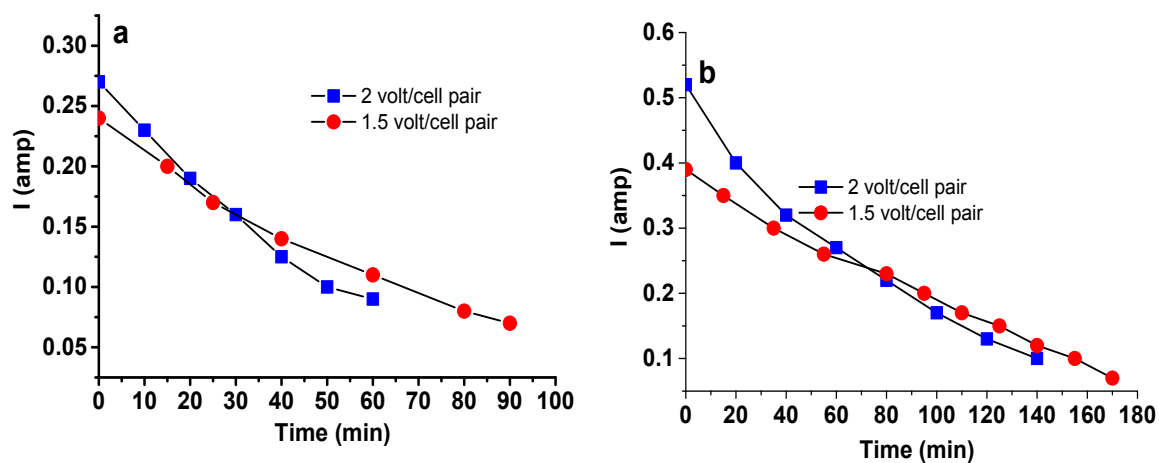 a
0.30
0.25
0.20
0.15
0.10
0.05
I (amp)
2 volt/cell pair
1.5 volt/cell pair
0 10 20 30 40 50 60 70 80 90 100
Time (min)
b
0.6
0.5
0.4
0.3
0.2
0.1
I (amp)
2 volt/cell pair
1.5 volt/cell pair
0 20 40 60 80 100 120 140 160 180
Time (min)